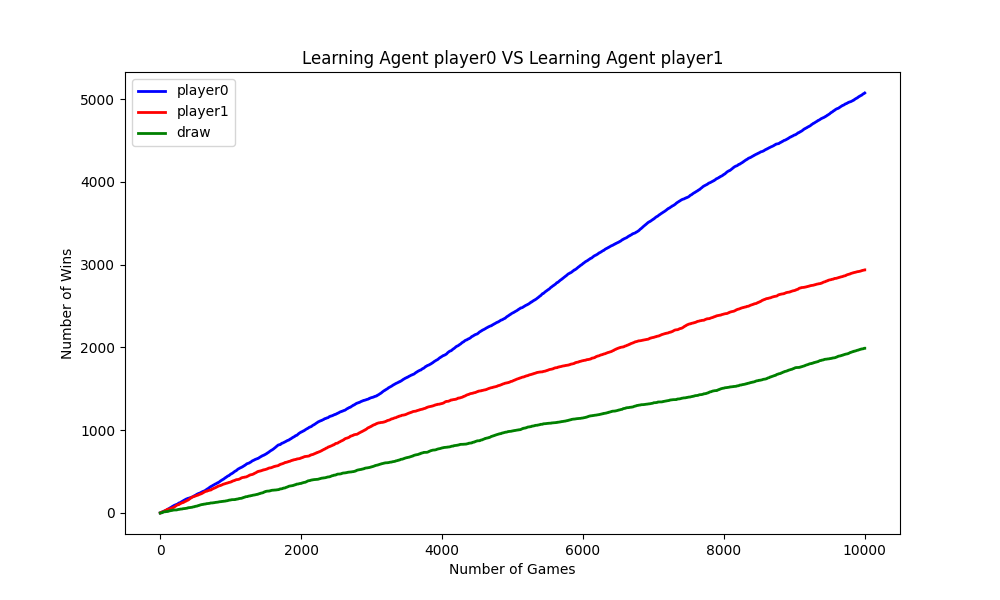 Learning Agent player0 VS Learning Agent player1
player0
player1
draw
Number of Wins
5000
4000
3000
2000
1000
0
0 2000 4000 6000 8000 10000
Number of Games